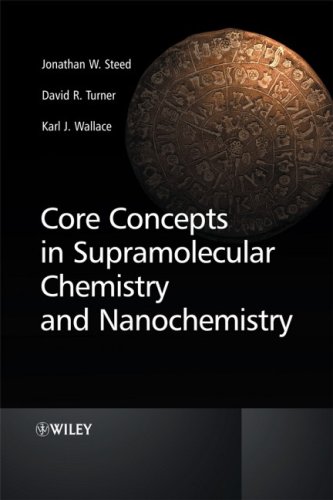 Jonathan W. Steed
David R. Turner
Karl J. Wallace
Core Concepts
in Supramolecular
Chemistry
and Nanochemistry
WILEY